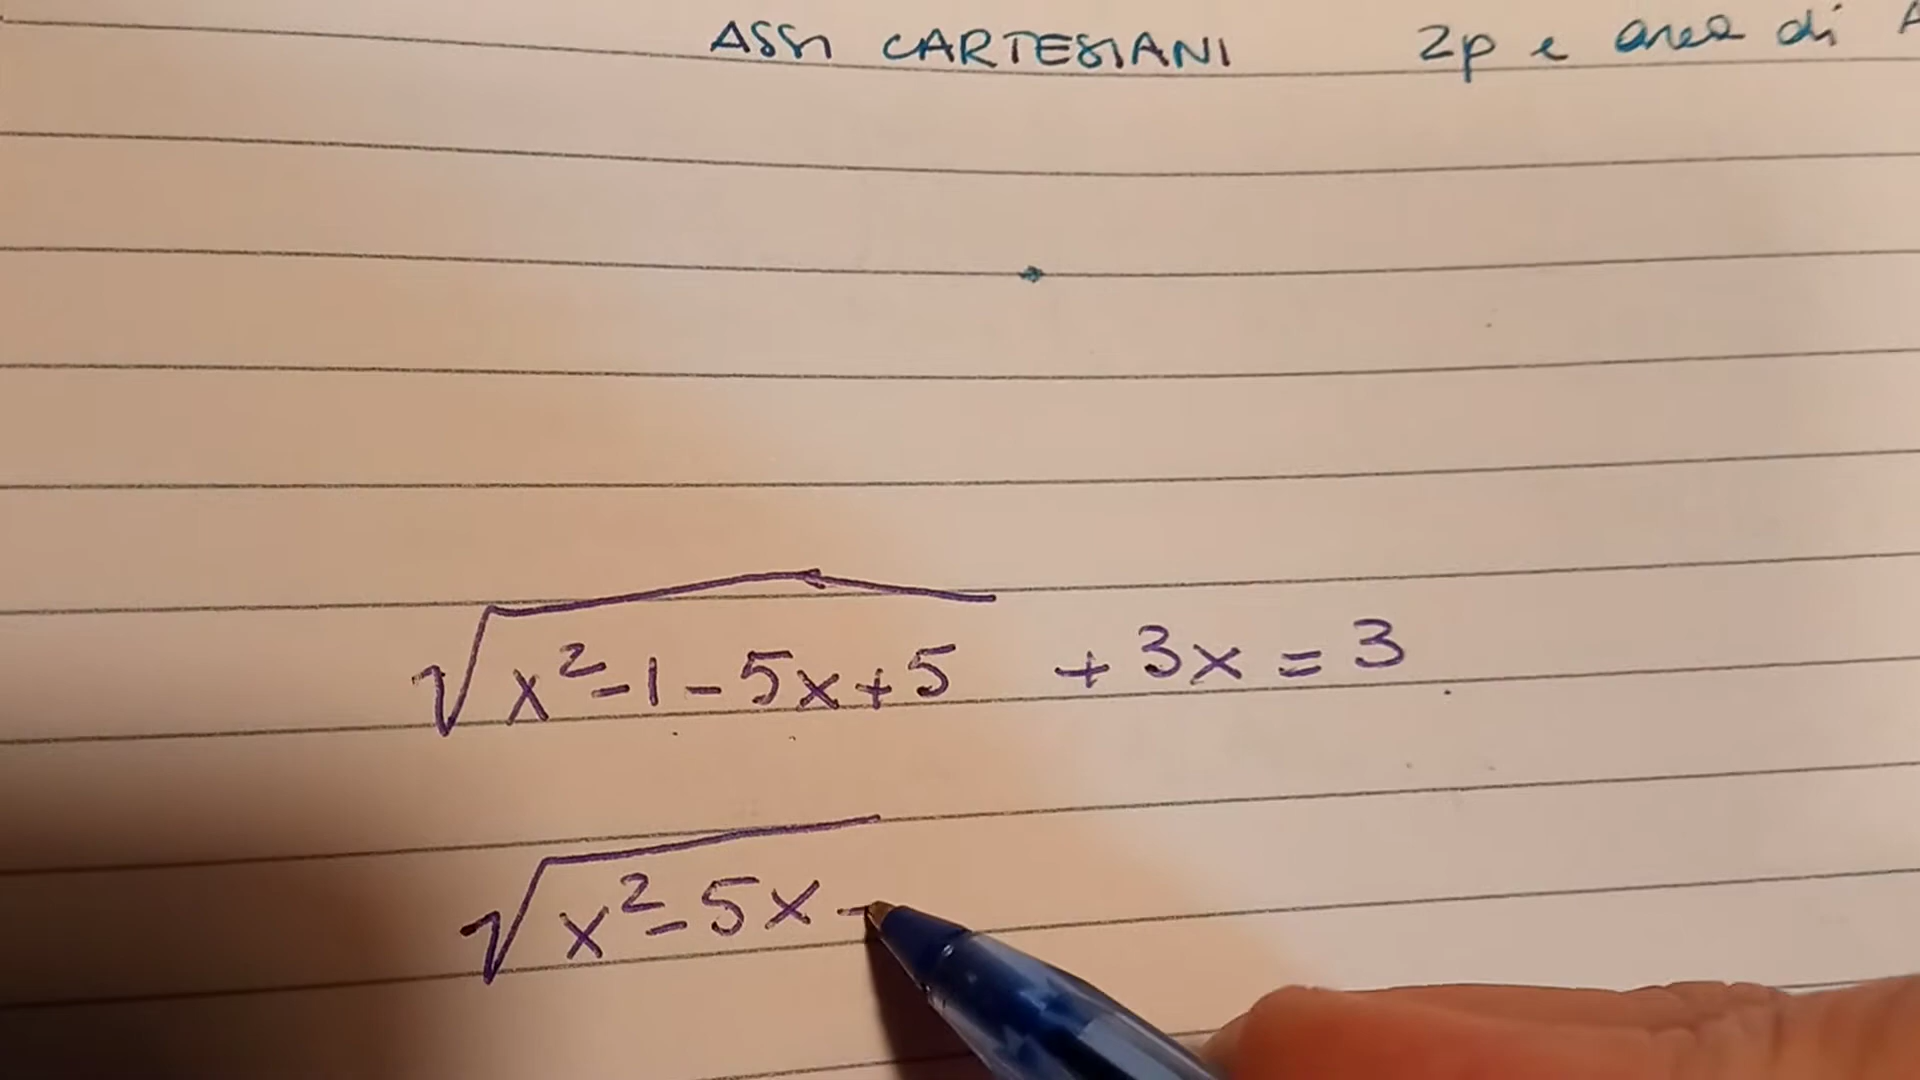 ASSI CARTESIANI 2p e area di
√x²-1-5x+5 +3x=3
√x²-5x